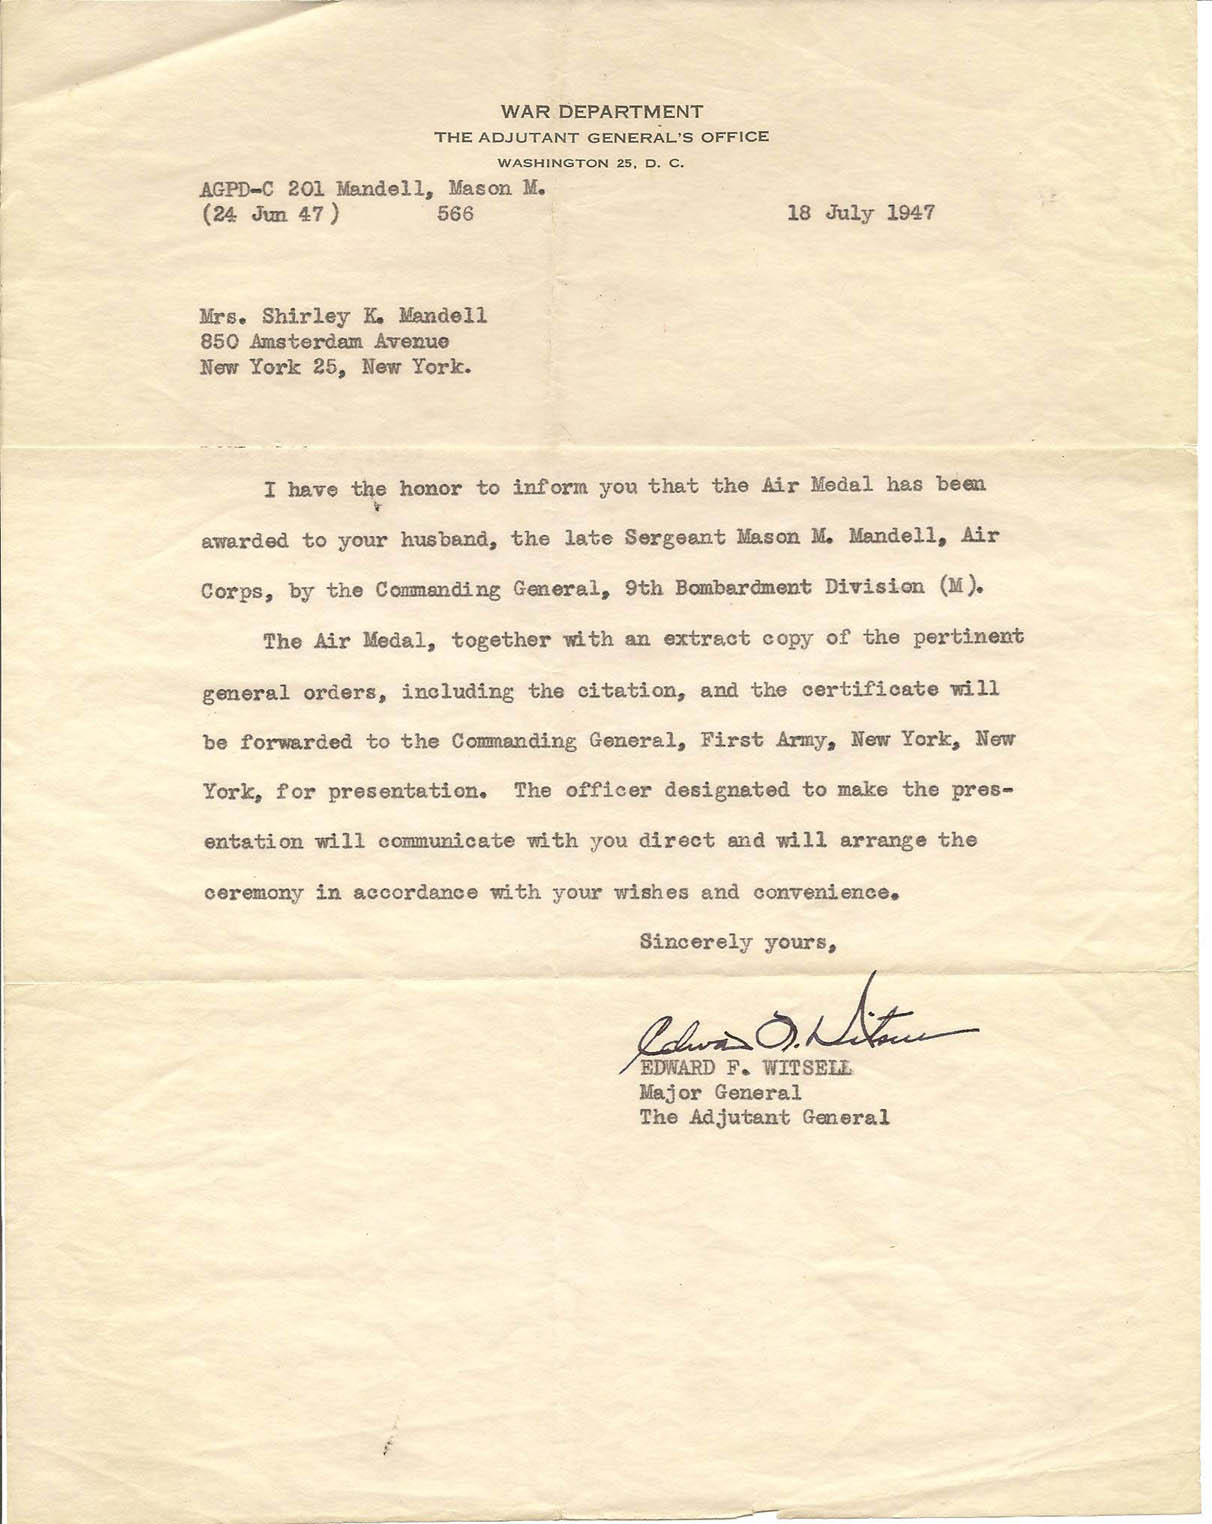 WAR DEPARTMENT
THE ADJUTANT GENERAL'S OFFICE
WASHINGTON 25, D. C.
AGPD-C 201 Mandell, Mason M.
(24 Jun 47) 566 18 July 1947
Mrs. Shirley K. Mandell
850 Amsterdam Avenue
New York 25, New York.
I have the honor to inform you that the Air Medal has been
awarded to your husband, the late Sergeant Mason M. Mandell, Air
Corps, by the Commanding General, 9th Bombardment Division (M).
The Air Medal, together with an extract copy of the pertinent
general orders, including the citation, and the certificate will
be forwarded to the Commanding General, First Army, New York, New
York, for presentation. The officer designated to make the pres-
entation will communicate with you direct and will arrange the
ceremony in accordance with your wishes and convenience.
Sincerely yours,
Edward F. Witsell
EDWARD F. WITSELL
Major General
The Adjutant General